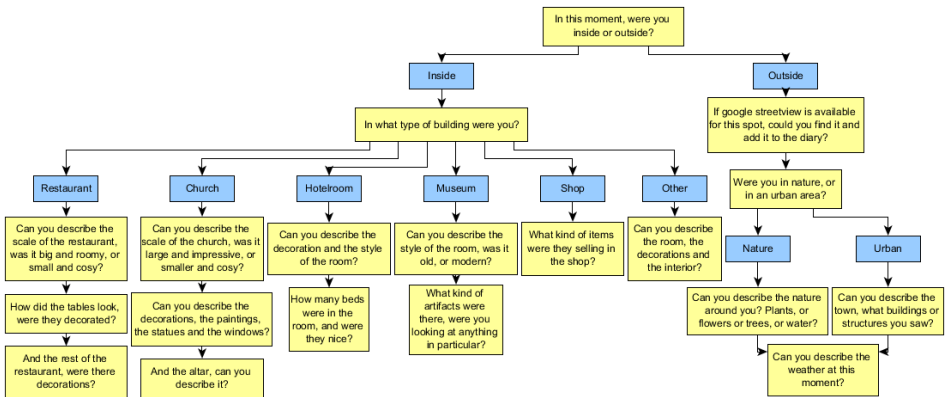 In this moment, were you
inside or outside?
Inside
Outside
In what type of building were you?
If google streetview is available
for this spot, could you find it and
add it to the diary?
Restaurant
Church
Hotelroom
Museum
Shop
Other
Were you in nature, or
in an urban area?
Can you describe the
scale of the restaurant,
was it big and roomy, or
small and cosy?
Can you describe the
scale of the church, was it
large and impressive, or
smaller and cosy?
Can you describe the
decoration and the style
of the room?
Can you describe the
style of the room, was it
old, or modern?
What kind of items
were they selling in
the shop?
Can you describe
the room, the
decorations and
the interior?
Nature
Urban
How did the tables look,
were they decorated?
Can you describe the
decorations, the paintings,
the statues and the windows?
How many beds
were in the
room, and were
they nice?
What kind of
artifacts were
there, were you
looking at anything
in particular?
Can you describe the nature
around you? Plants, or
flowers or trees, or water?
Can you describe the
town, what buildings or
structures you saw?
And the rest of the
restaurant, were there
decorations?
And the altar, can you
describe it?
Can you describe the
weather at this
moment?